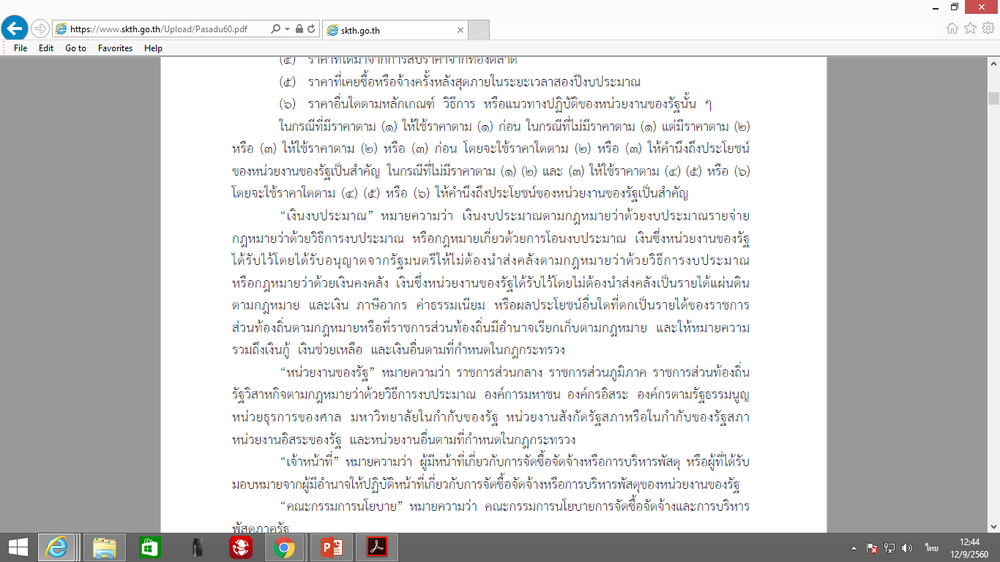 https://www.skth.go.th/Upload/Pasadu60.pdf
skth.go.th
File Edit Go to Favorites Help
(๔) ราคาที่ได้มาจากการสืบราคาจากท้องตลาด
(๕) ราคาที่เคยซื้อหรือจ้างครั้งหลังสุดภายในระยะเวลาสองปีงบประมาณ
(๖) ราคาอื่นใดตามหลักเกณฑ์ วิธีการ หรือแนวทางปฏิบัติของหน่วยงานของรัฐนั้น ๆ
ในกรณีที่มีราคาตาม (๑) ให้ใช้ราคาตาม (๑) ก่อน ในกรณีที่ไม่มีราคาตาม (๑) แต่มีราคาตาม (๒)
หรือ (๓) ให้ใช้ราคาตาม (๒) หรือ (๓) ก่อน โดยจะใช้ราคาใดตาม (๒) หรือ (๓) ให้คำนึงถึงประโยชน์
ของหน่วยงานของรัฐเป็นสำคัญ ในกรณีที่ไม่มีราคาตาม (๑) (๒) และ (๓) ให้ใช้ราคาตาม (๔) (๕) หรือ (๖)
โดยจะใช้ราคาใดตาม (๔) (๕) หรือ (๖) ให้คำนึงถึงประโยชน์ของหน่วยงานของรัฐเป็นสำคัญ
“เงินงบประมาณ” หมายความว่า เงินงบประมาณตามกฎหมายว่าด้วยงบประมาณรายจ่าย
กฎหมายว่าด้วยวิธีการงบประมาณ หรือกฎหมายเกี่ยวด้วยการโอนงบประมาณ เงินซึ่งหน่วยงานของรัฐ
ได้รับไว้โดยได้รับอนุญาตจากรัฐมนตรีให้ไม่ต้องนำส่งคลังตามกฎหมายว่าด้วยวิธีการงบประมาณ
หรือกฎหมายว่าด้วยเงินคงคลัง เงินซึ่งหน่วยงานของรัฐได้รับไว้โดยไม่ต้องนำส่งคลังเป็นรายได้แผ่นดิน
ตามกฎหมาย และเงิน ภาษีอากร ค่าธรรมเนียม หรือผลประโยชน์อื่นใดที่ตกเป็นรายได้ของราชการ
ส่วนท้องถิ่นตามกฎหมายหรือที่ราชการส่วนท้องถิ่นมีอำนาจเรียกเก็บตามกฎหมาย และให้หมายความ
รวมถึงเงินกู้ เงินช่วยเหลือ และเงินอื่นตามที่กำหนดในกฎกระทรวง
“หน่วยงานของรัฐ” หมายความว่า ราชการส่วนกลาง ราชการส่วนภูมิภาค ราชการส่วนท้องถิ่น
รัฐวิสาหกิจตามกฎหมายว่าด้วยวิธีการงบประมาณ องค์การมหาชน องค์กรอิสระ องค์กรตามรัฐธรรมนูญ
หน่วยธุรการของศาล มหาวิทยาลัยในกำกับของรัฐ หน่วยงานสังกัดรัฐสภาหรือในกำกับของรัฐสภา
หน่วยงานอิสระของรัฐ และหน่วยงานอื่นตามที่กำหนดในกฎกระทรวง
“เจ้าหน้าที่” หมายความว่า ผู้มีหน้าที่เกี่ยวกับการจัดซื้อจัดจ้างหรือการบริหารพัสดุ หรือผู้ที่ได้รับ
มอบหมายจากผู้มีอำนาจให้ปฏิบัติหน้าที่เกี่ยวกับการจัดซื้อจัดจ้างหรือการบริหารพัสดุของหน่วยงานของรัฐ
“คณะกรรมการนโยบาย” หมายความว่า คณะกรรมการนโยบายการจัดซื้อจัดจ้างและการบริหาร
พัสดุภาครัฐ
ไทย
12:44
12/9/2560